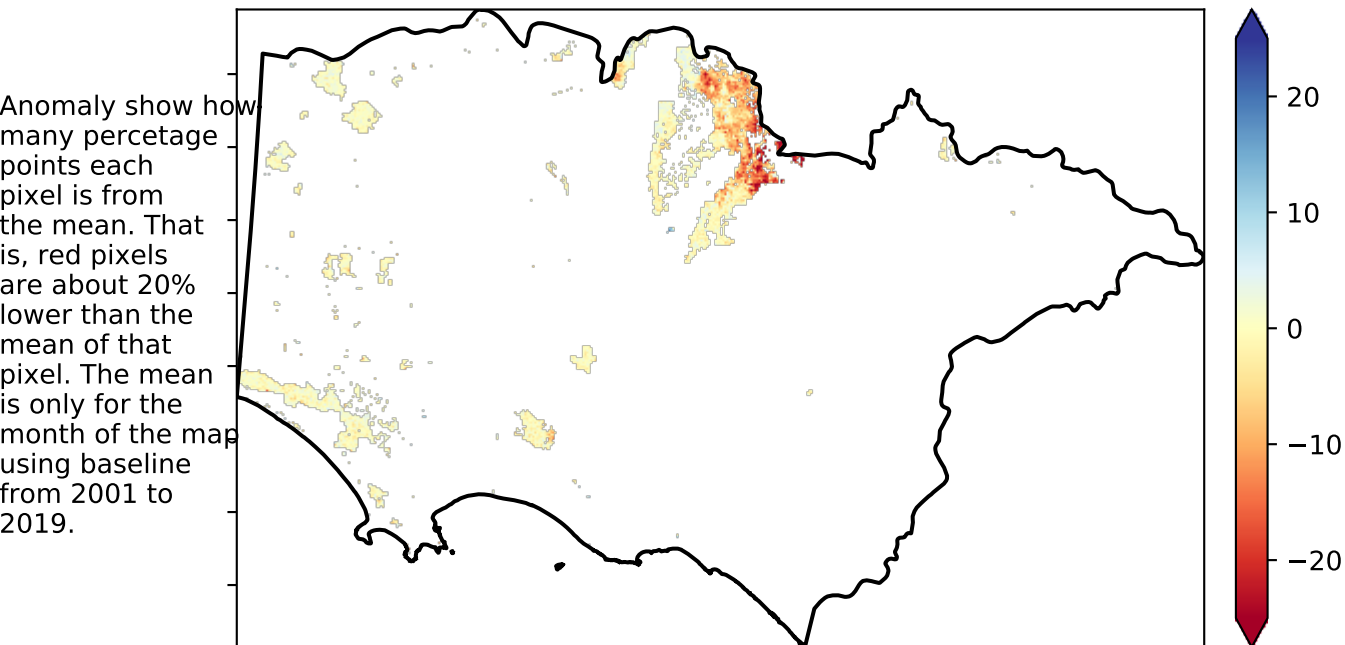 Anomaly show how
many percetage
points each
pixel is from
the mean. That
is, red pixels
are about 20%
lower than the
mean of that
pixel. The mean
is only for the
month of the map
using baseline
from 2001 to
2019.
20
10
0
−10
−20